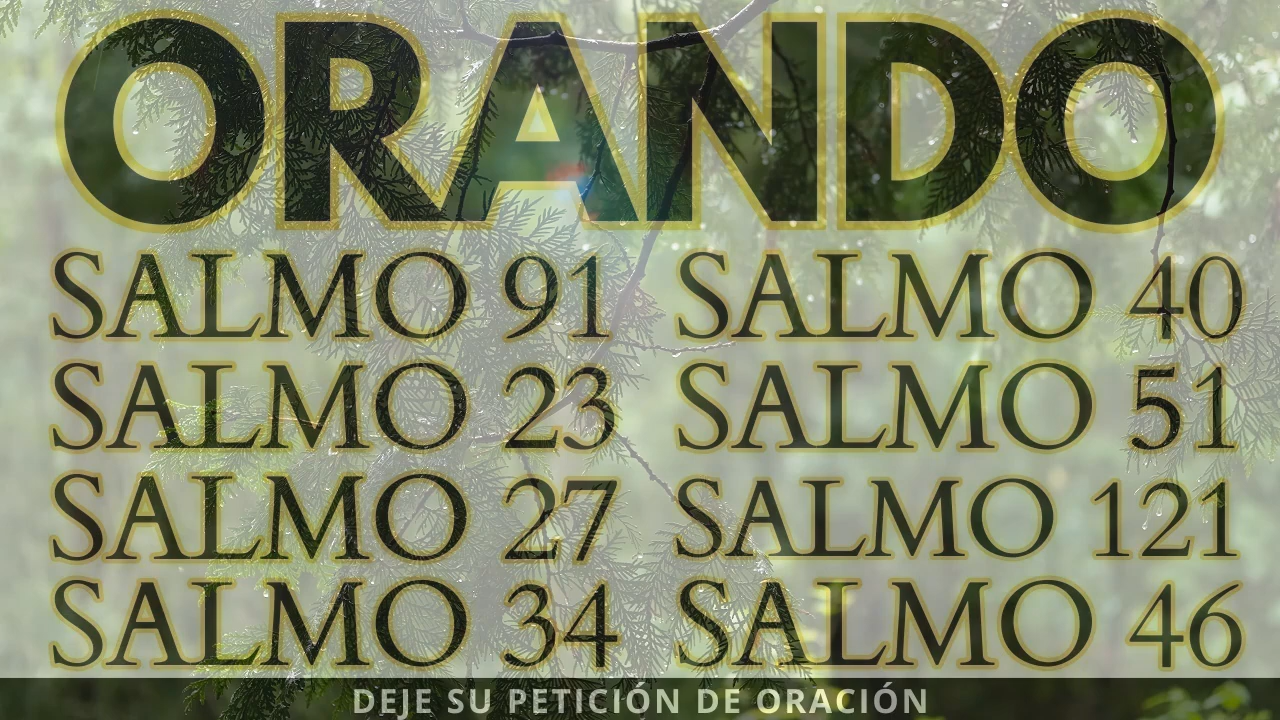 ORANDO
SALMO 91
SALMO 23
SALMO 27
SALMO 34
SALMO 40
SALMO 51
SALMO 121
SALMO 46
DEJE SU PETICIÓN DE ORACIÓN